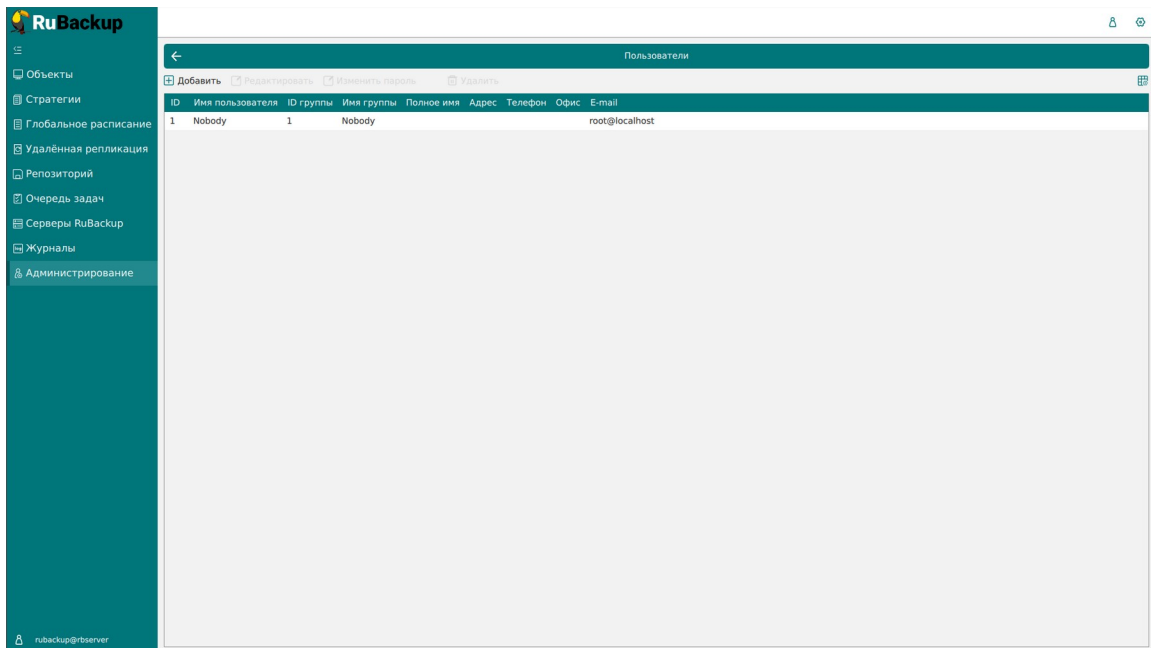 RuBackup
Пользователи
Объекты
Стратегии
Глобальное расписание
Удалённая репликация
Репозиторий
Очередь задач
Серверы RuBackup
Журналы
Администрирование
Добавить Редактировать Изменить пароль Удалить
ID Имя пользователя ID группы Имя группы Полное имя Адрес Телефон Офис E-mail
1 Nobody 1 Nobody root@localhost
rubackup@rbserver